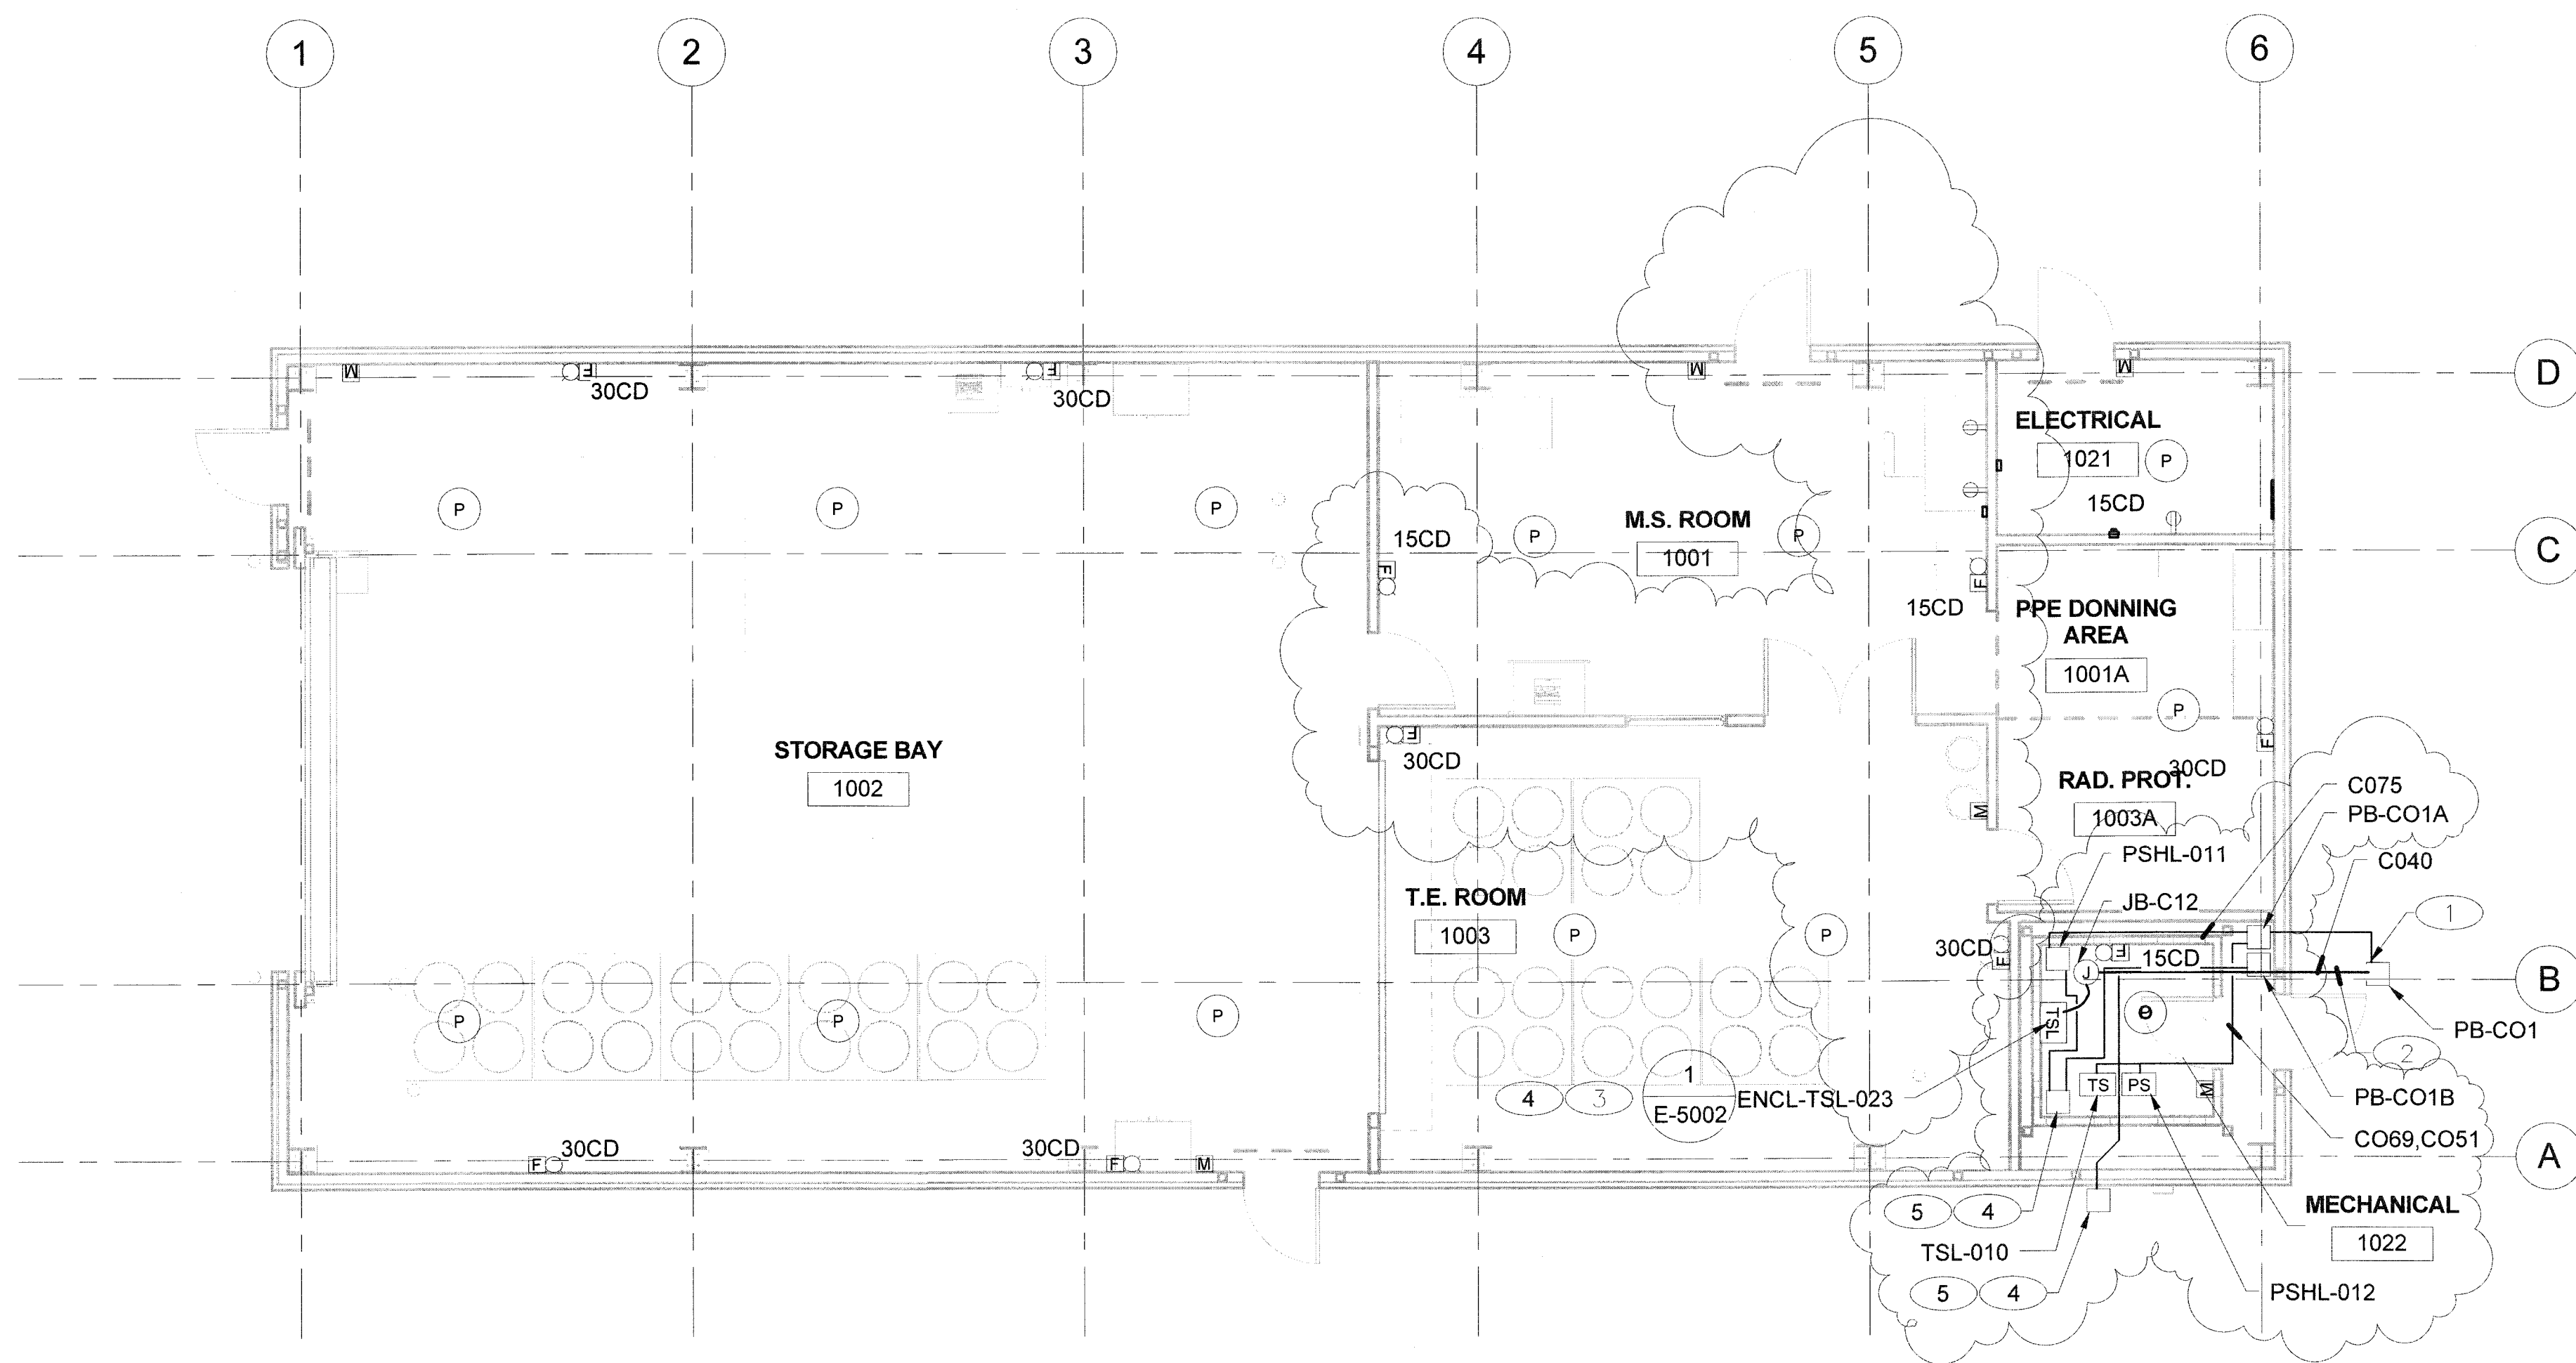 1
2
3
4
5
6
M
F
30CD
F
30CD
M
M
D
ELECTRICAL
1021
P
15CD
P
P
P
15CD
F
P
M.S. ROOM
1001
P
C
F
15CD
PPE DONNING
AREA
1001A
P
F
30CD
F
30CD
STORAGE BAY
1002
RAD. PROT.
1003A
M
C075
PB-CO1A
C040
PSHL-011
JB-C12
1
T.E. ROOM
1003
P
P
30CD
F
F
15CD
J
B
P
P
P
TSL
PB-CO1
2
1
E-5002
4
3
ENCL-TSL-023
TS
PS
M
PB-CO1B
CO69,CO51
30CD
F
30CD
F
M
A
5
4
MECHANICAL
1022
TSL-010
5
4
PSHL-012